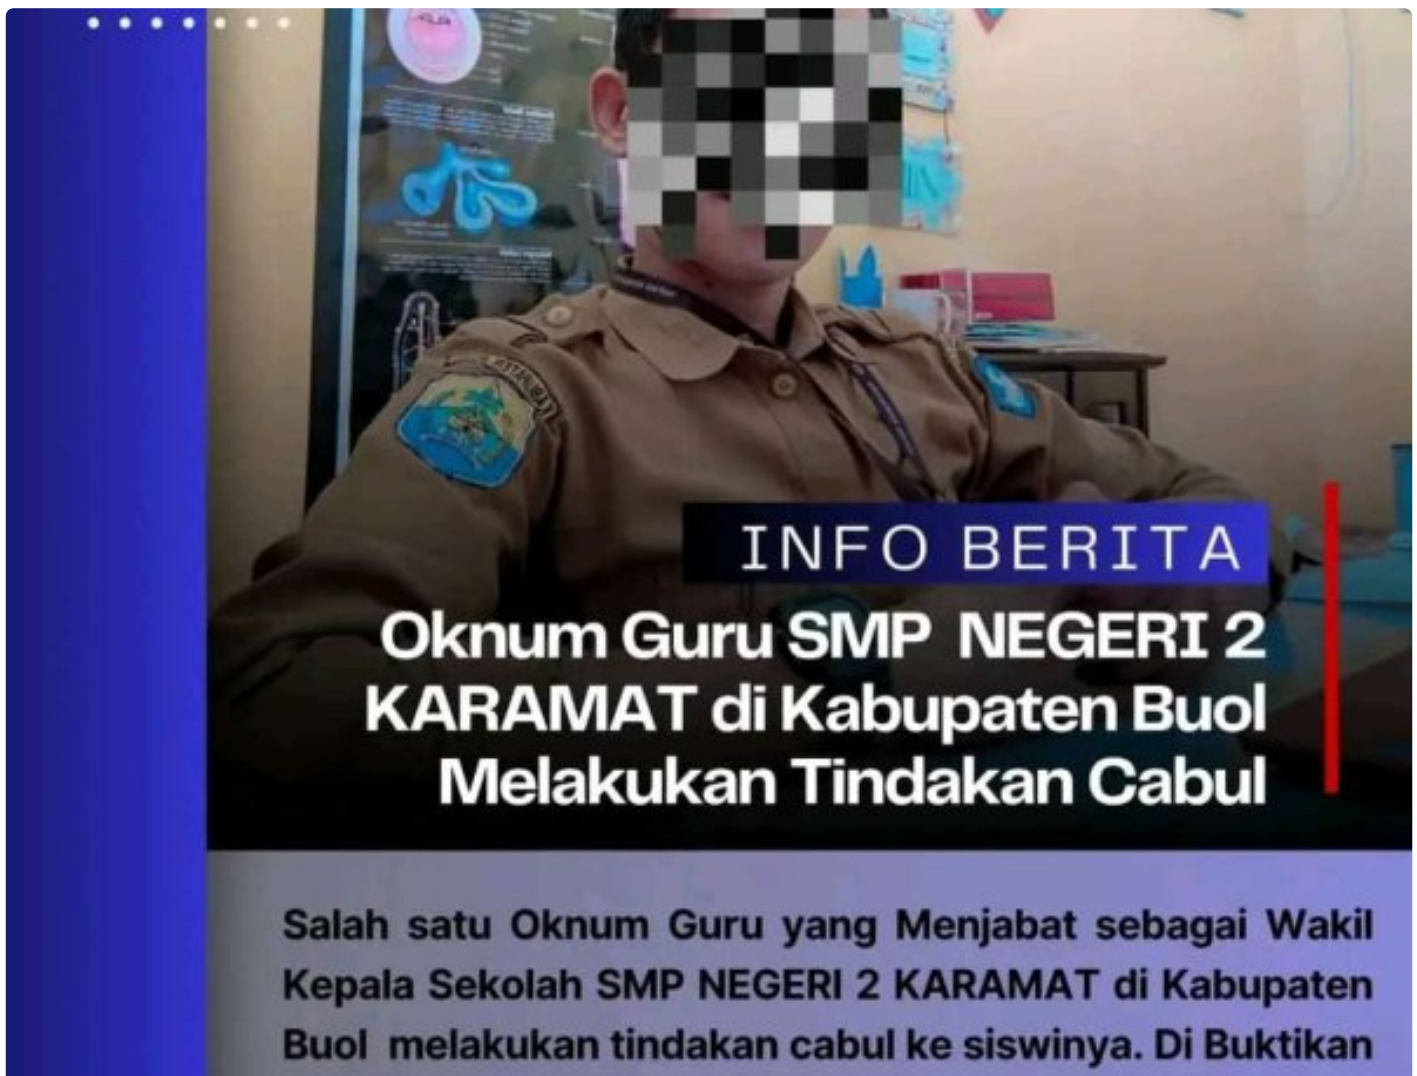 INFO BERITA
Oknum Guru SMP NEGERI 2
KARAMAT di Kabupaten Buol
Melakukan Tindakan Cabul
Salah satu Oknum Guru yang Menjabat sebagai Wakil
Kepala Sekolah SMP NEGERI 2 KARAMAT di Kabupaten
Buol melakukan tindakan cabul ke siswinya. Di Buktikan